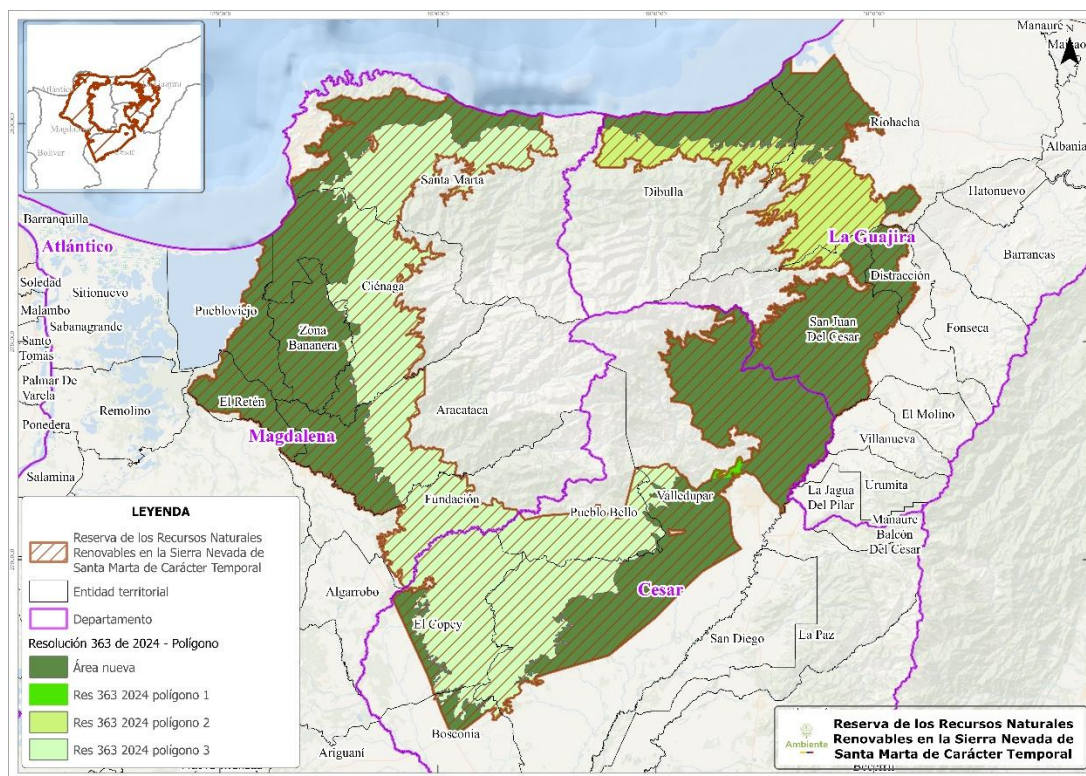 Atlántico
Guajira
Magdalena
Bolívar
Cesar
Manaure
N
Maicao
Riohacha
Albania
Santa Marta
Dibulla
Hatonuevo
Barranquilla
Atlántico
La Guajira
Barrancas
Soledad
Sitionuevo
Ciénaga
Distracción
Malambo
Puebloviejo
Sabanagrande
Zona
Bananera
San Juan
Del Cesar
Fonseca
Santo
Tomás
Palmar De
Varela
Remolino
El Retén
Aracataca
El Molino
Ponedera
Magdalena
Villanueva
Salamina
Fundación
Valledupar
La Jagua
Del Pilar
Urumita
Pueblo Bello
Manaure
Balcón
Del Cesar
Algarrobo
Cesar
El Copey
San Diego
La Paz
Bosconia
Ariguaní
LEYENDA
Reserva de los Recursos Naturales
Renovables en la Sierra Nevada de
Santa Marta de Carácter Temporal
Entidad territorial
Departamento
Resolución 363 de 2024 - Polígono
Área nueva
Res 363 2024 polígono 1
Res 363 2024 polígono 2
Res 363 2024 polígono 3
Ambiente
Reserva de los Recursos Naturales
Renovables en la Sierra Nevada de
Santa Marta de Carácter Temporal